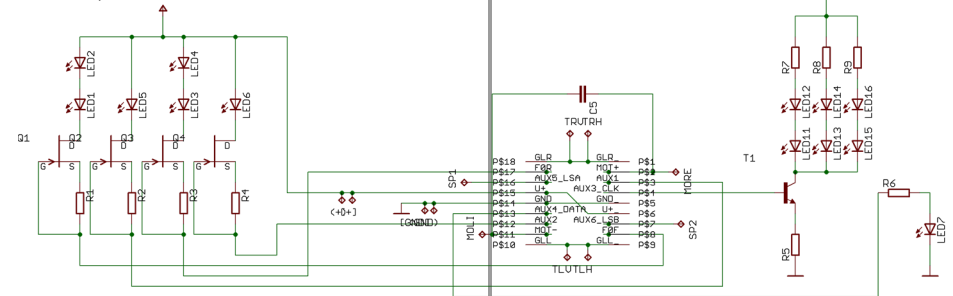 LED2
LED4
LED1
LED5
LED3
LED6
Q1
Q2
Q3
Q4
D
D
D
D
G
S
G
S
G
S
G
S
R1
R2
R3
R4
(+D+)
SP1
MOLI
C5
TRUTRH
P$18
GLR
GLR_
P$1
P$17
F0R
MOT+
P$2
P$16
AUX5_LSA
AUX1
P$3
P$15
U+
AUX3_CLK
P$4
P$14
GND
GND
P$5
P$13
AUX4_DATA
U+
P$6
P$12
AUX2
AUX6_LSB
P$7
P$11
MOT-
F0F
P$8
P$10
GLL
GLL_
P$9
TLVTLH
MORE
SP2
R7
R8
R9
LED12
LED14
LED16
LED11
LED13
LED15
T1
R5
R6
LED7